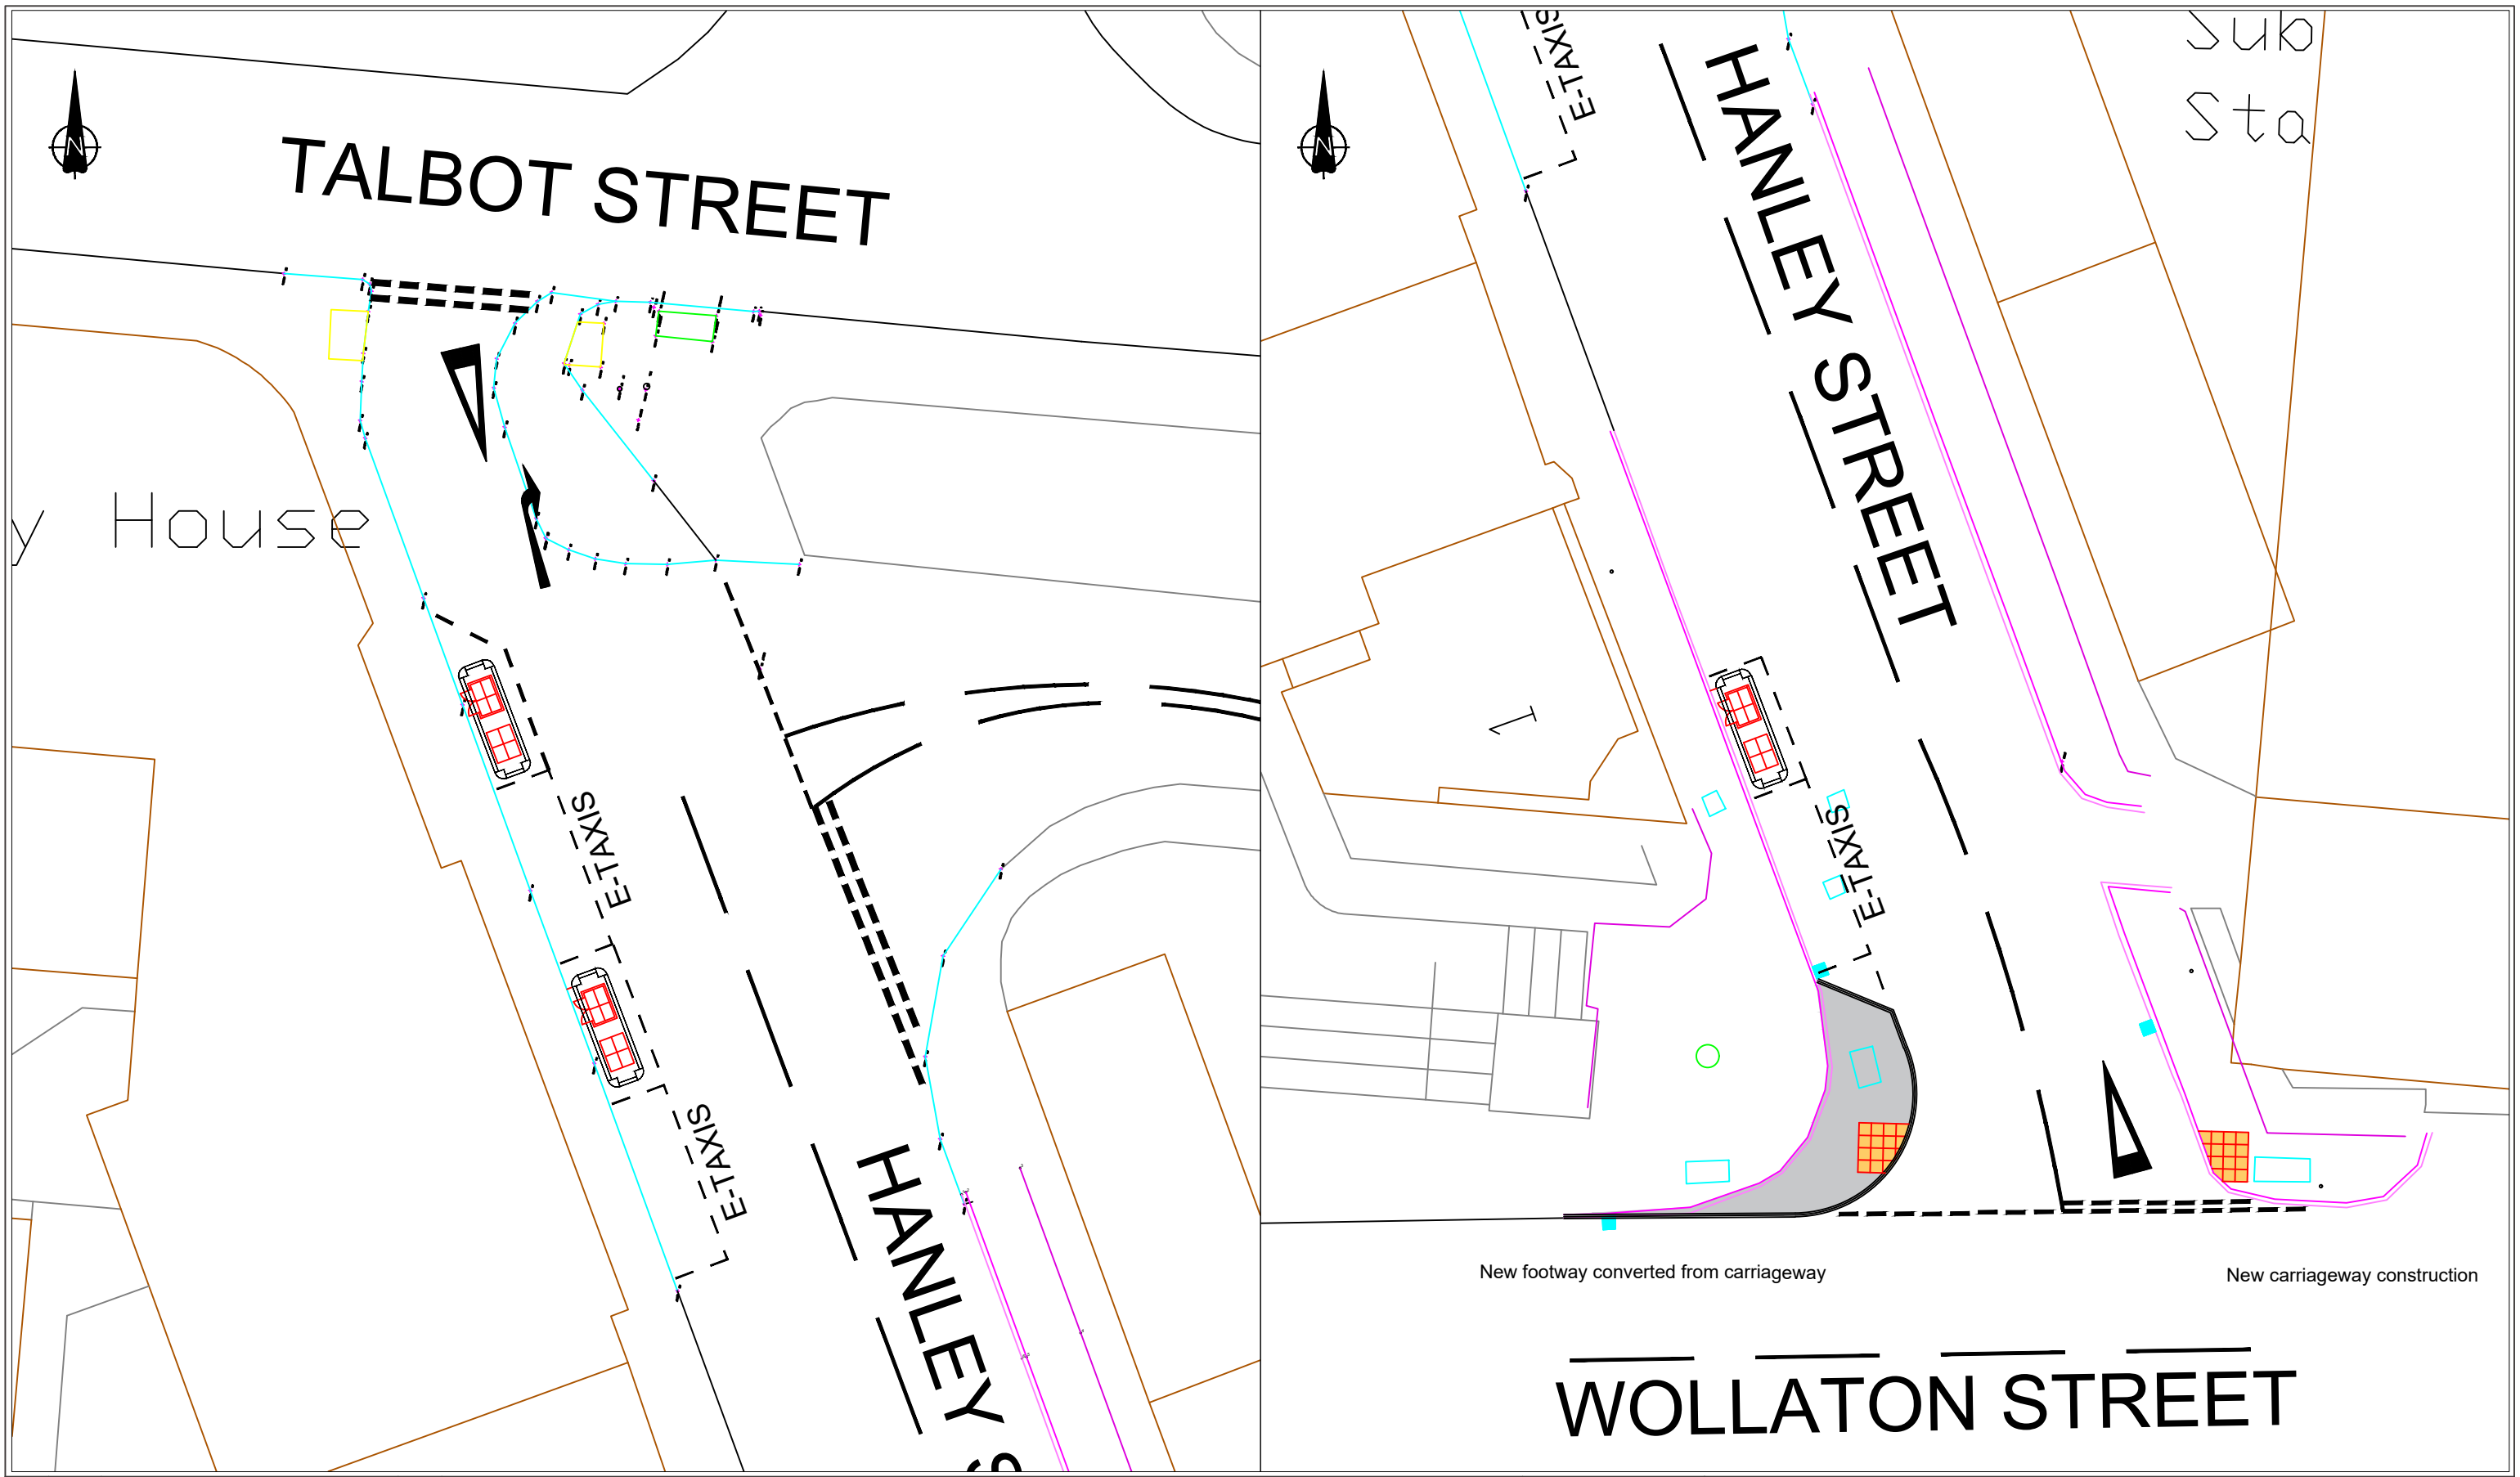 N
TALBOT STREET
y House
E-TAXIS
E-TAXIS
HANLEY S
N
E-TAXIS
HANLEY STREET
Sub
Sta
1
E-TAXIS
New footway converted from carriageway
New carriageway construction
WOLLATON STREET